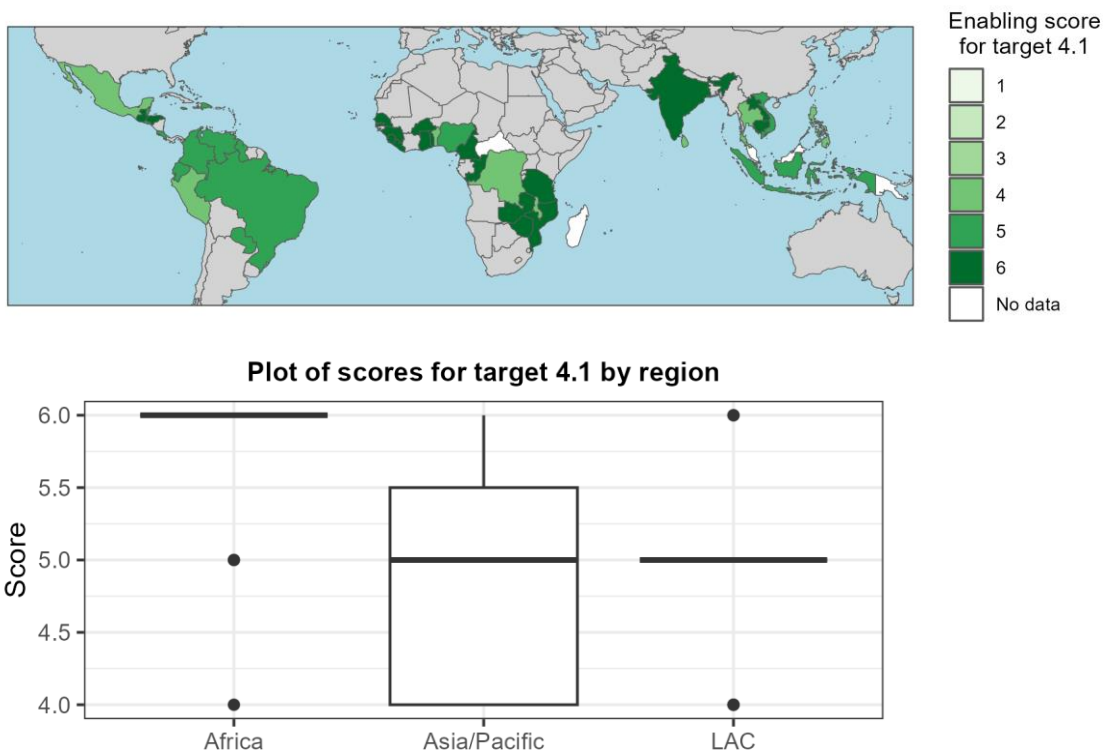 Enabling score
for target 4.1
1
2
3
4
5
6
No data
Plot of scores for target 4.1 by region
Score
6.0
5.5
5.0
4.5
4.0
Africa
Asia/Pacific
LAC